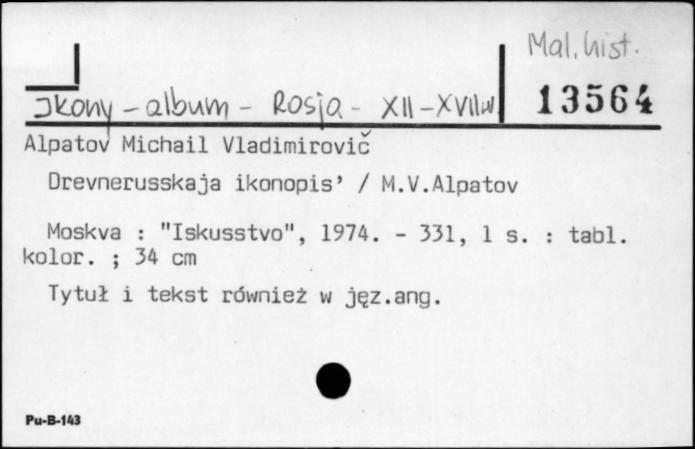 Mal. hist.
Ikony - album - Rosja - XII - XVII w
13564
Alpatov Michail Vladimirovič
Drevnerusskaja ikonopis' / M.V.Alpatov
Moskva : "Iskusstvo", 1974. - 331, 1 s. : tabl.
kolor. ; 34 cm
Tytuł i tekst również w jęz.ang.
Pu-B-143